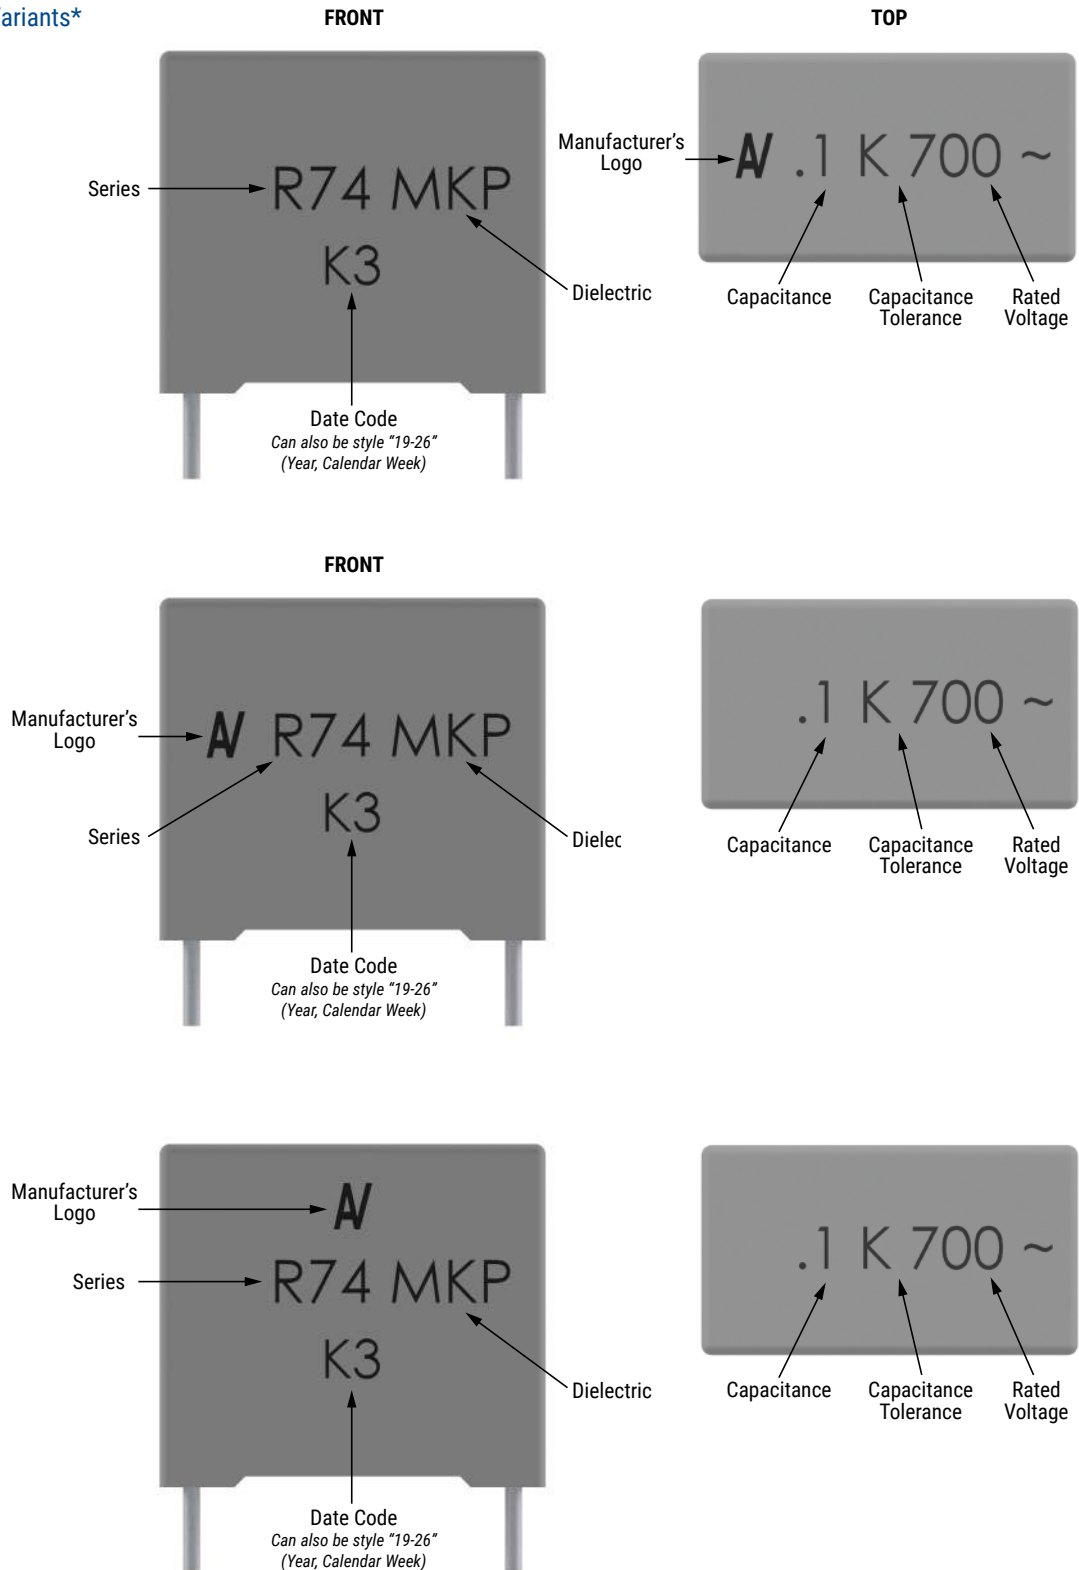 ariants*
FRONT
TOP
Manufacturer's
Logo
AV .1 K 700 ~
Series
R74 MKP
K3
Dielectric
Capacitance
Capacitance
Tolerance
Rated
Voltage
Date Code
Can also be style “19-26”
(Year, Calendar Week)
FRONT
Manufacturer's
Logo
AV R74 MKP
.1 K 700 ~
Series
K3
Dielec
Capacitance
Capacitance
Tolerance
Rated
Voltage
Date Code
Can also be style “19-26”
(Year, Calendar Week)
Manufacturer's
Logo
AV
.1 K 700 ~
Series
R74 MKP
K3
Dielectric
Capacitance
Capacitance
Tolerance
Rated
Voltage
Date Code
Can also be style “19-26”
(Year, Calendar Week)